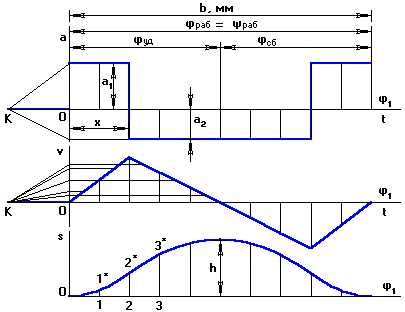 b, мм
a
φраб = ψраб
φуд
φсб
a₁
φ₁
K
0
x
a₂
t
v
φ₁
K
0
t
s
1*
2*
3*
h
φ₁
0
1
2
3